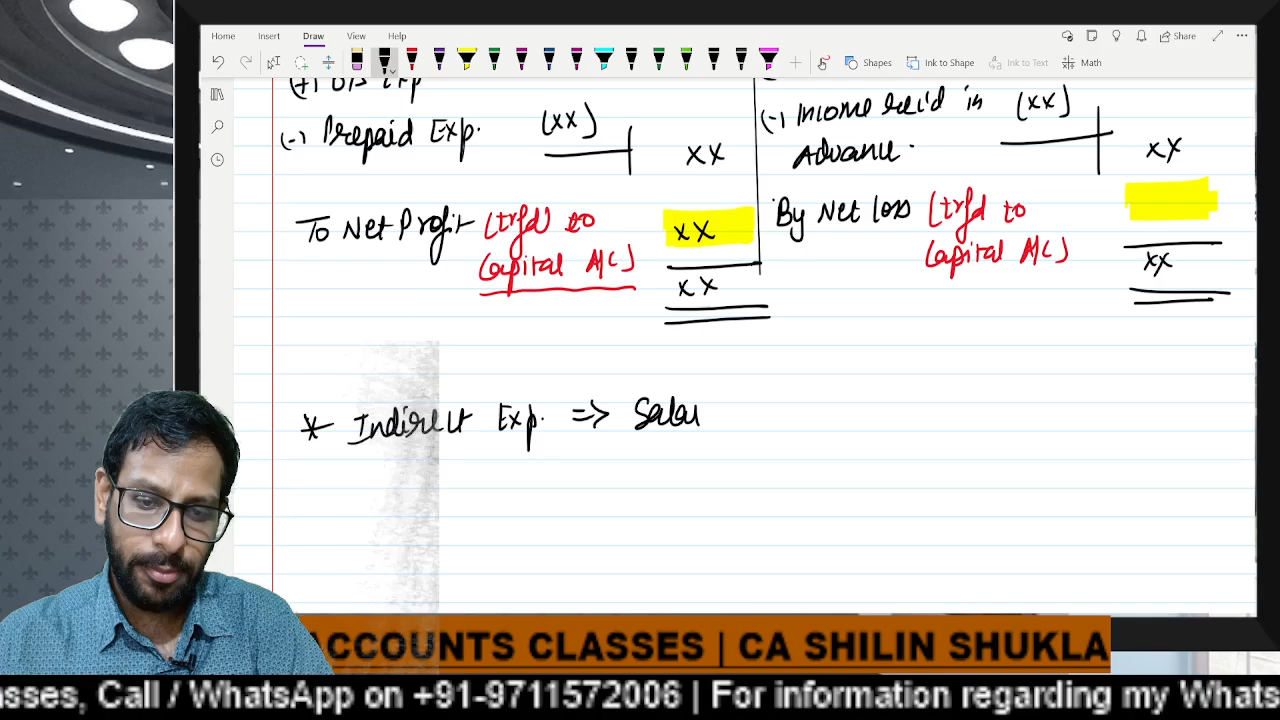 Home Insert Draw View Help Share
Shapes Ink to Shape Ink to Text Math
(-) Prepaid Exp. (xx)
xx
(-) Income rec'd in (xx)
Advance.
xx
To Net Profit (trfd to
Capital A/c)
xx
xx
By Net loss (trfd to
Capital A/c)
xx
* Indirect Exp. => Salar
ACCOUNTS CLASSES | CA SHILIN SHUKLA
asses, Call / WhatsApp on +91-9711572006 | For information regarding my Whats